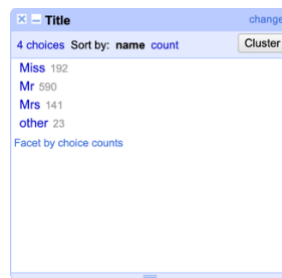 Title change
4 choices Sort by: name count Cluster
Miss 192
Mr 590
Mrs 141
other 23
Facet by choice counts